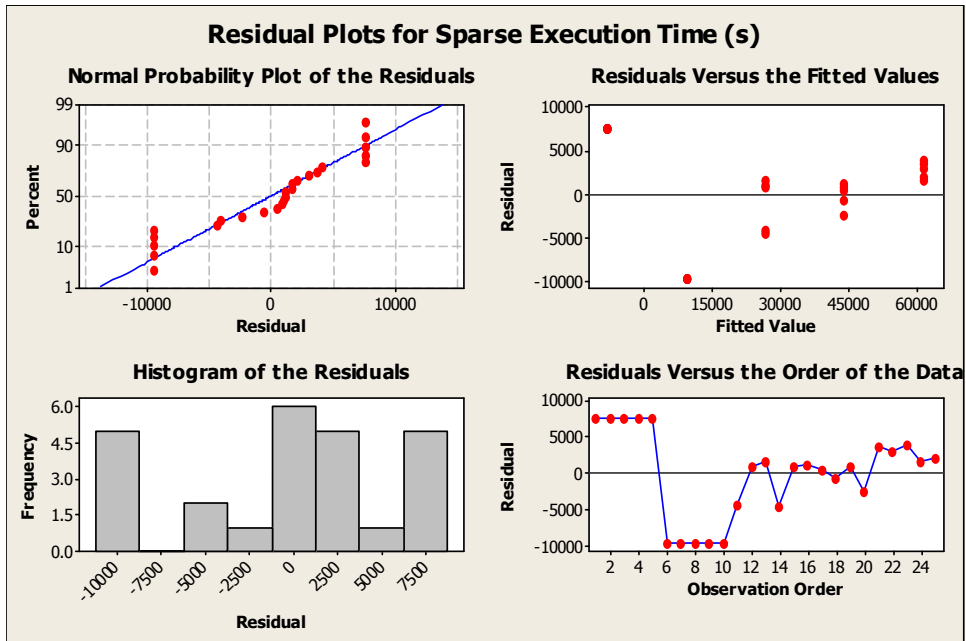 Residual Plots for Sparse Execution Time (s)
Normal Probability Plot of the Residuals
99
90
50
10
1
Percent
-10000 0 10000
Residual
Residuals Versus the Fitted Values
10000
5000
0
-5000
-10000
Residual
0 15000 30000 45000 60000
Fitted Value
Histogram of the Residuals
6.0
4.5
3.0
1.5
0.0
Frequency
-10000 -7500 -5000 -2500 0 2500 5000 7500
Residual
Residuals Versus the Order of the Data
10000
5000
0
-5000
-10000
Residual
2 4 6 8 10 12 14 16 18 20 22 24
Observation Order